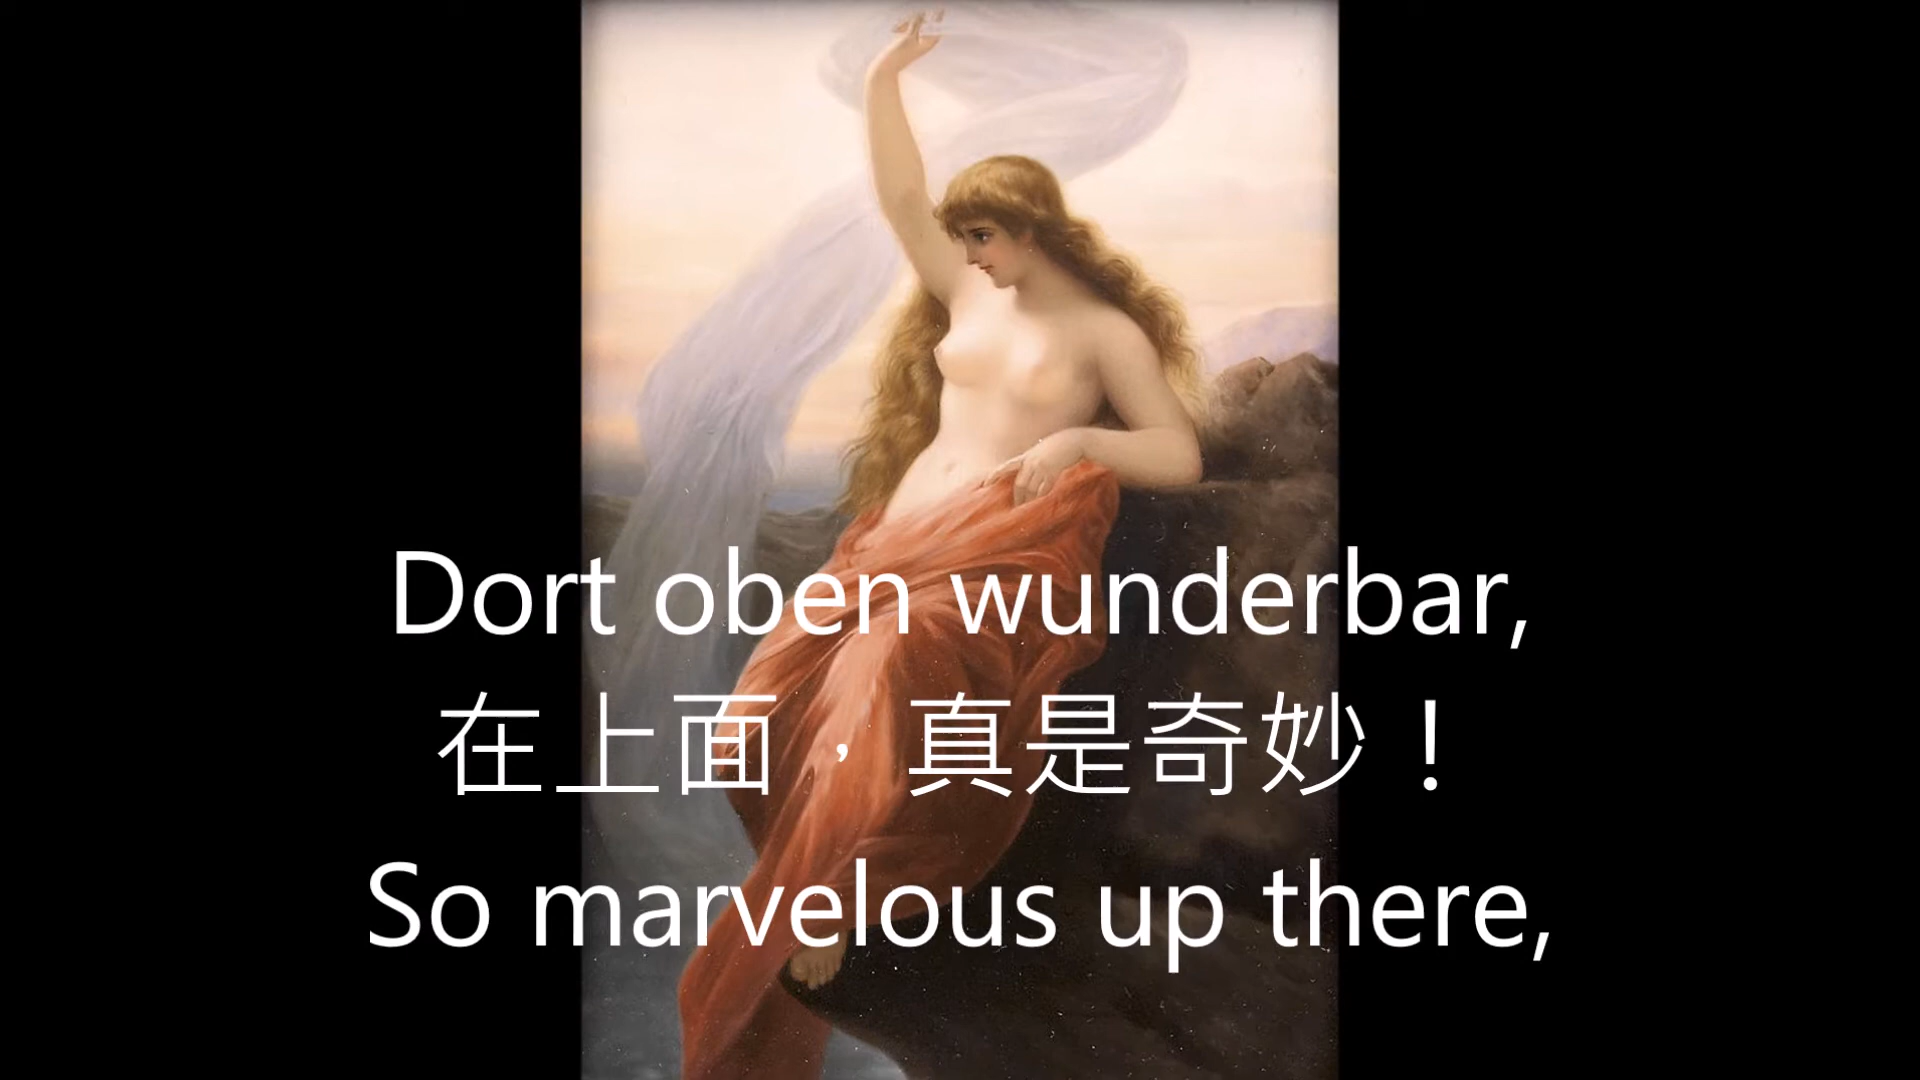 Dort oben wunderbar,
在上面，真是奇妙！
So marvelous up there,